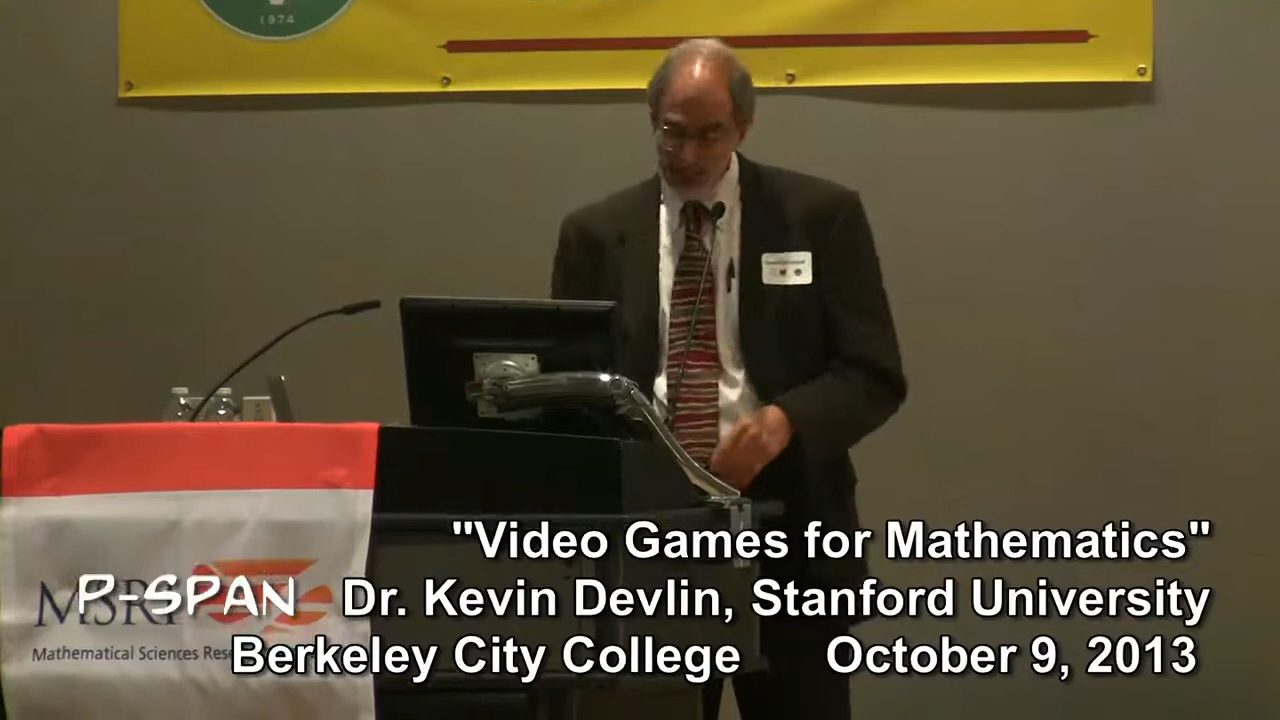 1974
"Video Games for Mathematics"
P-SPAN
Dr. Kevin Devlin, Stanford University
MSRI
Mathematical Sciences
Berkeley City College
October 9, 2013